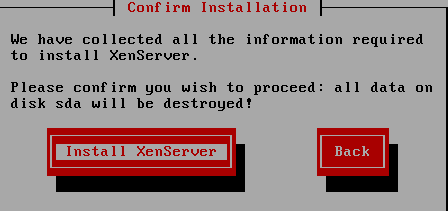 Confirm Installation
We have collected all the information required
to install XenServer.
Please confirm you wish to proceed: all data on
disk sda will be destroyed!
Install XenServer Back